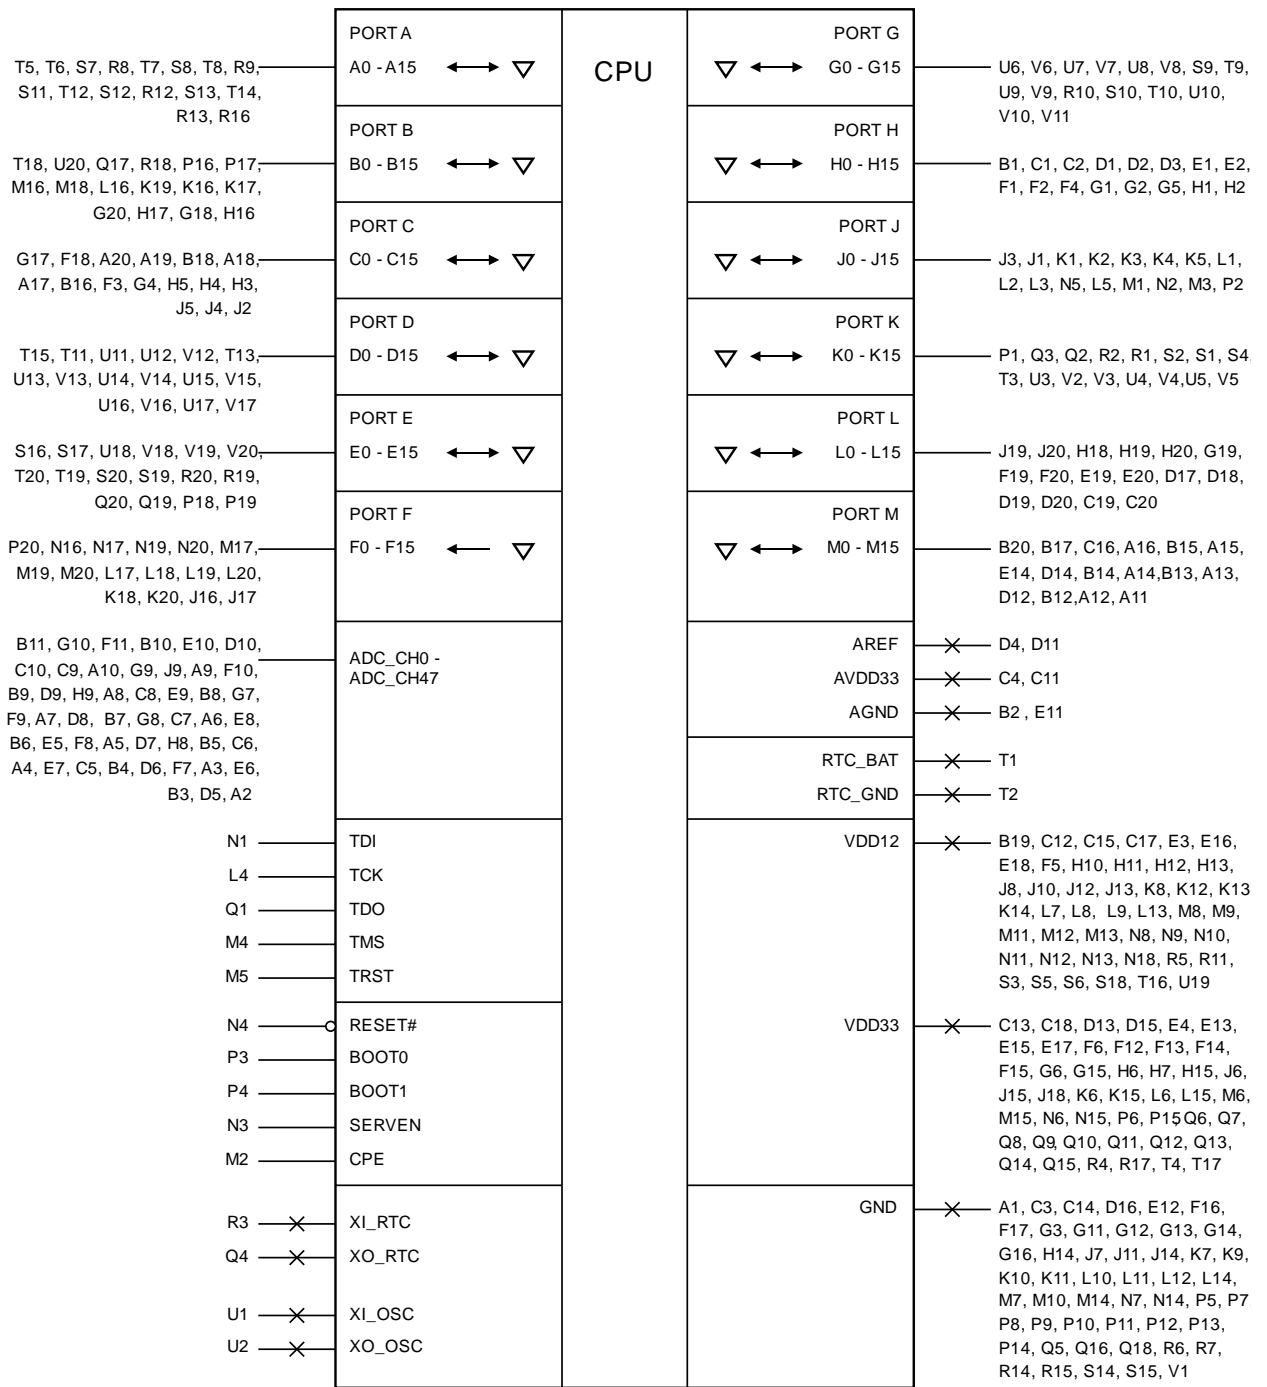 CPU
PORT A
T5, T6, S7, R8, T7, S8, T8, R9,
S11, T12, S12, R12, S13, T14,
R13, R16
A0 - A15
PORT B
T18, U20, Q17, R18, P16, P17,
M16, M18, L16, K19, K16, K17,
G20, H17, G18, H16
B0 - B15
PORT C
G17, F18, A20, A19, B18, A18,
A17, B16, F3, G4, H5, H4, H3,
J5, J4, J2
C0 - C15
PORT D
T15, T11, U11, U12, V12, T13,
U13, V13, U14, V14, U15, V15,
U16, V16, U17, V17
D0 - D15
PORT E
S16, S17, U18, V18, V19, V20,
T20, T19, S20, S19, R20, R19,
Q20, Q19, P18, P19
E0 - E15
PORT F
P20, N16, N17, N19, N20, M17,
M19, M20, L17, L18, L19, L20,
K18, K20, J16, J17
F0 - F15
B11, G10, F11, B10, E10, D10,
C10, C9, A10, G9, J9, A9, F10,
B9, D9, H9, A8, C8, E9, B8, G7,
F9, A7, D8, B7, G8, C7, A6, E8,
B6, E5, F8, A5, D7, H8, B5, C6,
A4, E7, C5, B4, D6, F7, A3, E6,
B3, D5, A2
ADC_CH0 -
ADC_CH47
N1 TDI
L4 TCK
Q1 TDO
M4 TMS
M5 TRST
N4 RESET#
P3 BOOT0
P4 BOOT1
N3 SERVEN
M2 CPE
R3 XI_RTC
Q4 XO_RTC
U1 XI_OSC
U2 XO_OSC
PORT G
G0 - G15
U6, V6, U7, V7, U8, V8, S9, T9,
U9, V9, R10, S10, T10, U10,
V10, V11
PORT H
H0 - H15
B1, C1, C2, D1, D2, D3, E1, E2,
F1, F2, F4, G1, G2, G5, H1, H2
PORT J
J0 - J15
J3, J1, K1, K2, K3, K4, K5, L1,
L2, L3, N5, L5, M1, N2, M3, P2
PORT K
K0 - K15
P1, Q3, Q2, R2, R1, S2, S1, S4,
T3, U3, V2, V3, U4, V4,U5, V5
PORT L
L0 - L15
J19, J20, H18, H19, H20, G19,
F19, F20, E19, E20, D17, D18,
D19, D20, C19, C20
PORT M
M0 - M15
B20, B17, C16, A16, B15, A15,
E14, D14, B14, A14,B13, A13,
D12, B12,A12, A11
AREF D4, D11
AVDD33 C4, C11
AGND B2 , E11
RTC_BAT T1
RTC_GND T2
VDD12
B19, C12, C15, C17, E3, E16,
E18, F5, H10, H11, H12, H13,
J8, J10, J12, J13, K8, K12, K13
K14, L7, L8, L9, L13, M8, M9,
M11, M12, M13, N8, N9, N10,
N11, N12, N13, N18, R5, R11,
S3, S5, S6, S18, T16, U19
VDD33
C13, C18, D13, D15, E4, E13,
E15, E17, F6, F12, F13, F14,
F15, G6, G15, H6, H7, H15, J6,
J15, J18, K6, K15, L6, L15, M6,
M15, N6, N15, P6, P15, Q6, Q7,
Q8, Q9, Q10, Q11, Q12, Q13,
Q14, Q15, R4, R17, T4, T17
GND
A1, C3, C14, D16, E12, F16,
F17, G3, G11, G12, G13, G14,
G16, H14, J7, J11, J14, K7, K9,
K10, K11, L10, L11, L12, L14,
M7, M10, M14, N7, N14, P5, P7
P8, P9, P10, P11, P12, P13,
P14, Q5, Q16, Q18, R6, R7,
R14, R15, S14, S15, V1